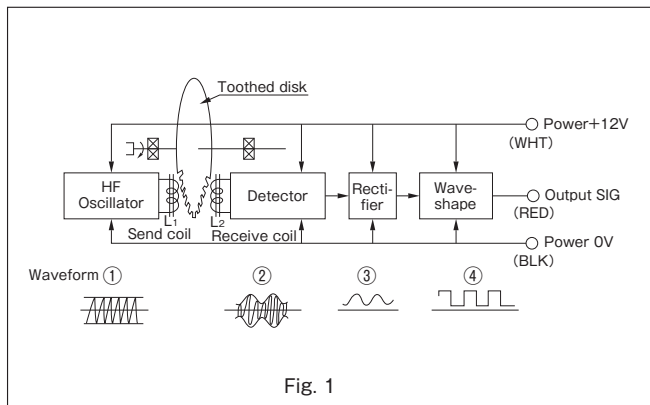 Toothed disk
Power+12V
(WHT)
HF
Oscillator
L1
Send coil
L2
Receive coil
Detector
Recti-
fier
Wave-
shape
Output SIG
(RED)
Power 0V
(BLK)
Waveform ① ② ③ ④
Fig. 1